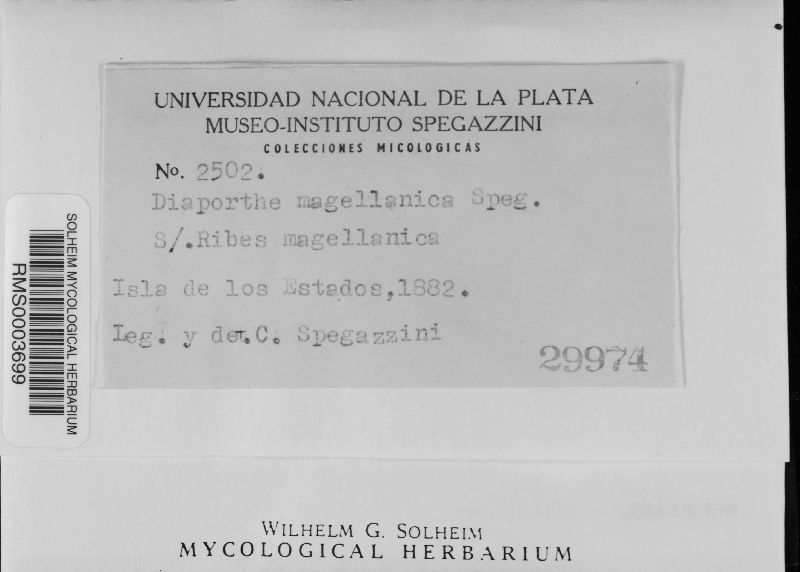 UNIVERSIDAD NACIONAL DE LA PLATA
MUSEO-INSTITUTO SPEGAZZINI
COLECCIONES MICOLOGICAS
No. 2502.
Diaporthe magellanica Speg.
S/.Ribes magellanica
Isla de los Estados,1882.
Leg. y det.C. Spegazzini
29974
SOLHEIM MYCOLOGICAL HERBARIUM
RMS0003699
WILHELM G. SOLHEIM
MYCOLOGICAL HERBARIUM